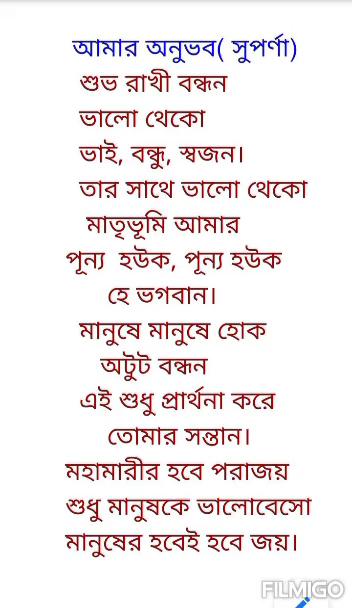 আমার অনুভব( সুপর্ণা)
শুভ রাখী বন্ধন
ভালো থেকো
ভাই, বন্ধু, স্বজন।
তার সাথে ভালো থেকো
মাতৃভূমি আমার
পূন্য হউক, পূন্য হউক
হে ভগবান।
মানুষে মানুষে হোক
অটুট বন্ধন
এই শুধু প্রার্থনা করে
তোমার সন্তান।
মহামারীর হবে পরাজয়
শুধু মানুষকে ভালোবেসো
মানুষের হবেই হবে জয়।
FILMIGO